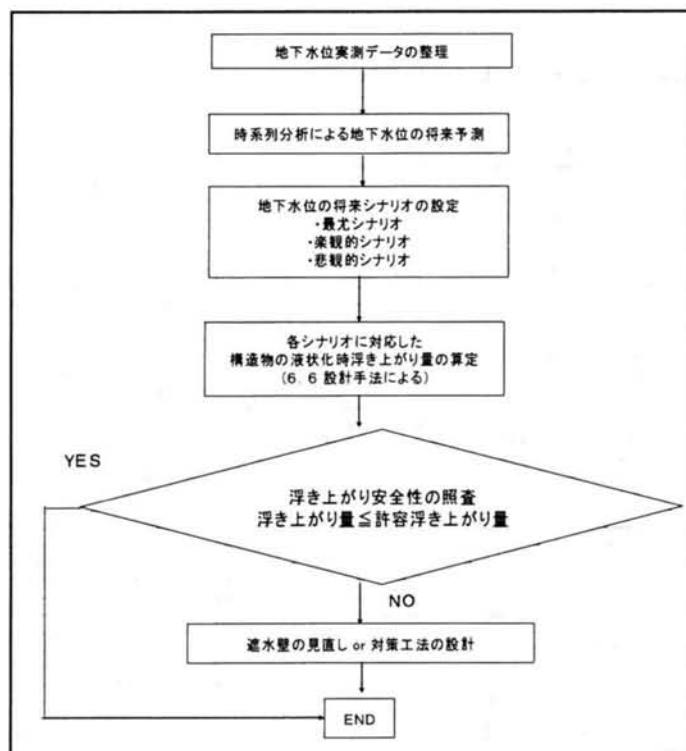 地下水位実測データの整理
時系列分析による地下水位の将来予測
地下水位の将来シナリオの設定
・最尤シナリオ
・楽観的シナリオ
・悲観的シナリオ
各シナリオに対応した
構造物の液状化時浮き上がり量の算定
(6. 6 設計手法による)
YES
浮き上がり安全性の照査
浮き上がり量≦許容浮き上がり量
NO
遮水壁の見直し or 対策工法の設計
END